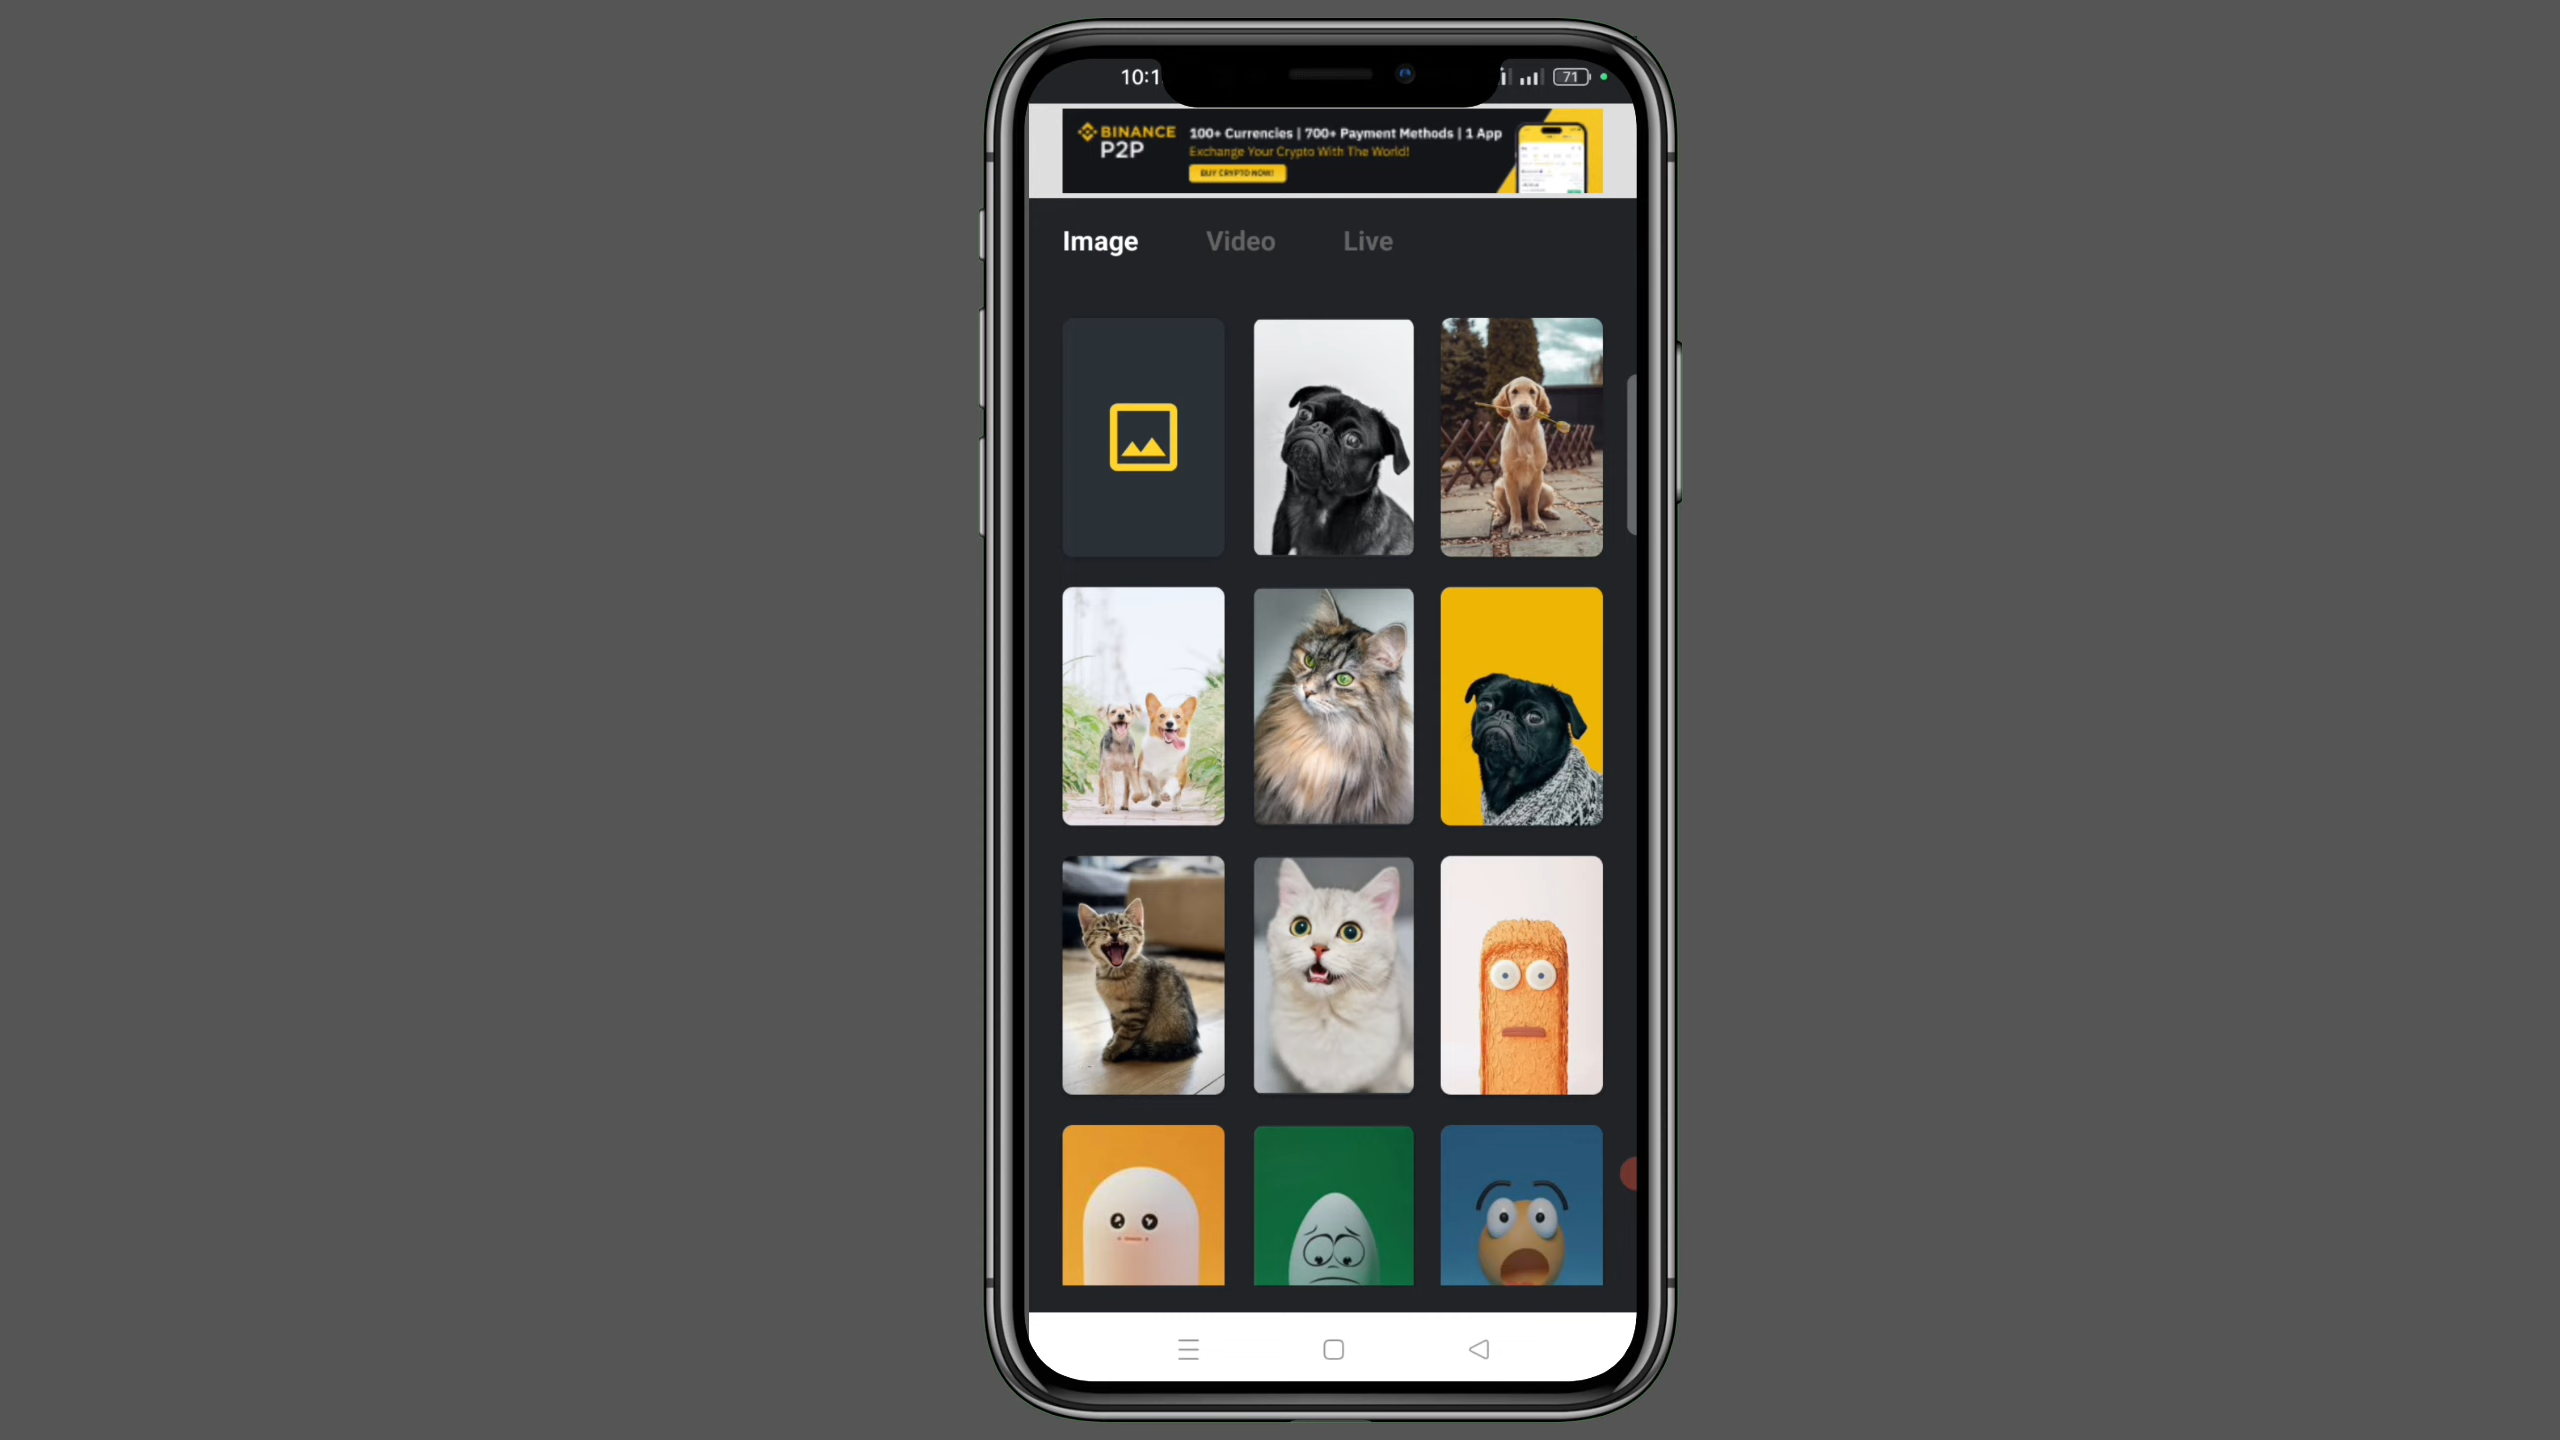 10:1
71
BINANCE
P2P
100+ Currencies | 700+ Payment Methods | 1 App
Exchange Your Crypto With The World!
BUY CRYPTO NOW!
Image Video Live